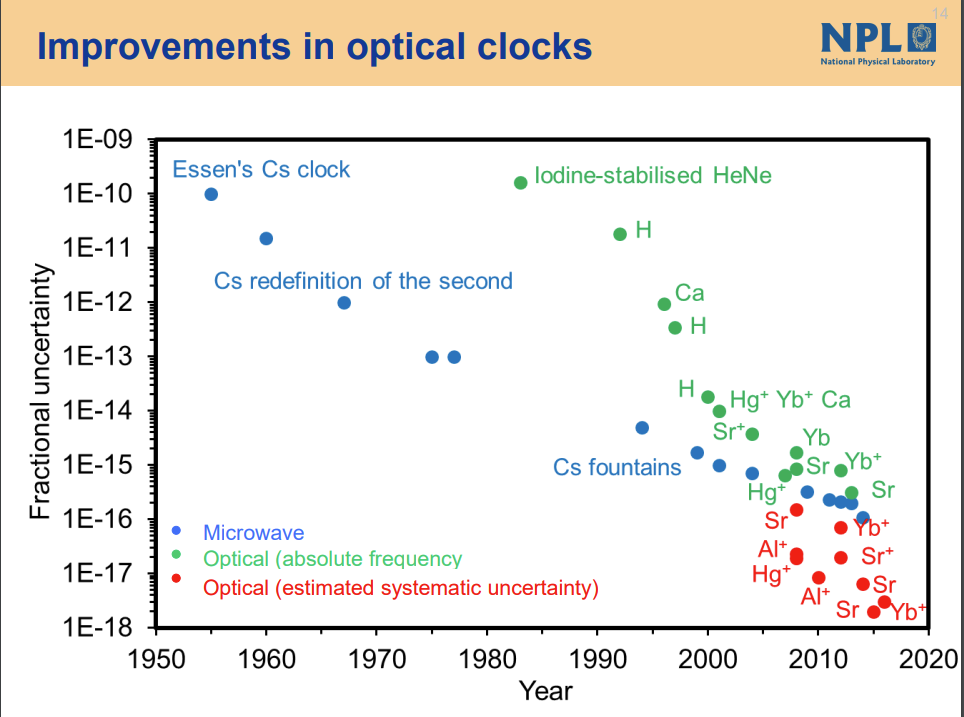 14
Improvements in optical clocks
NPL
National Physical Laboratory
1E-09
Essen's Cs clock
Iodine-stabilised HeNe
1E-10
H
1E-11
Cs redefinition of the second
Ca
1E-12
H
1E-13
H
Hg⁺ Yb⁺ Ca
1E-14
Sr⁺
Yb
Cs fountains
Sr
Yb⁺
1E-15
Hg⁺
Sr
1E-16
Sr
Yb⁺
Al⁺
Sr⁺
Hg⁺
1E-17
Al⁺
Sr
Sr
Yb⁺
1E-18
Fractional uncertainty
Microwave
Optical (absolute frequency
Optical (estimated systematic uncertainty)
1950 1960 1970 1980 1990 2000 2010 2020
Year